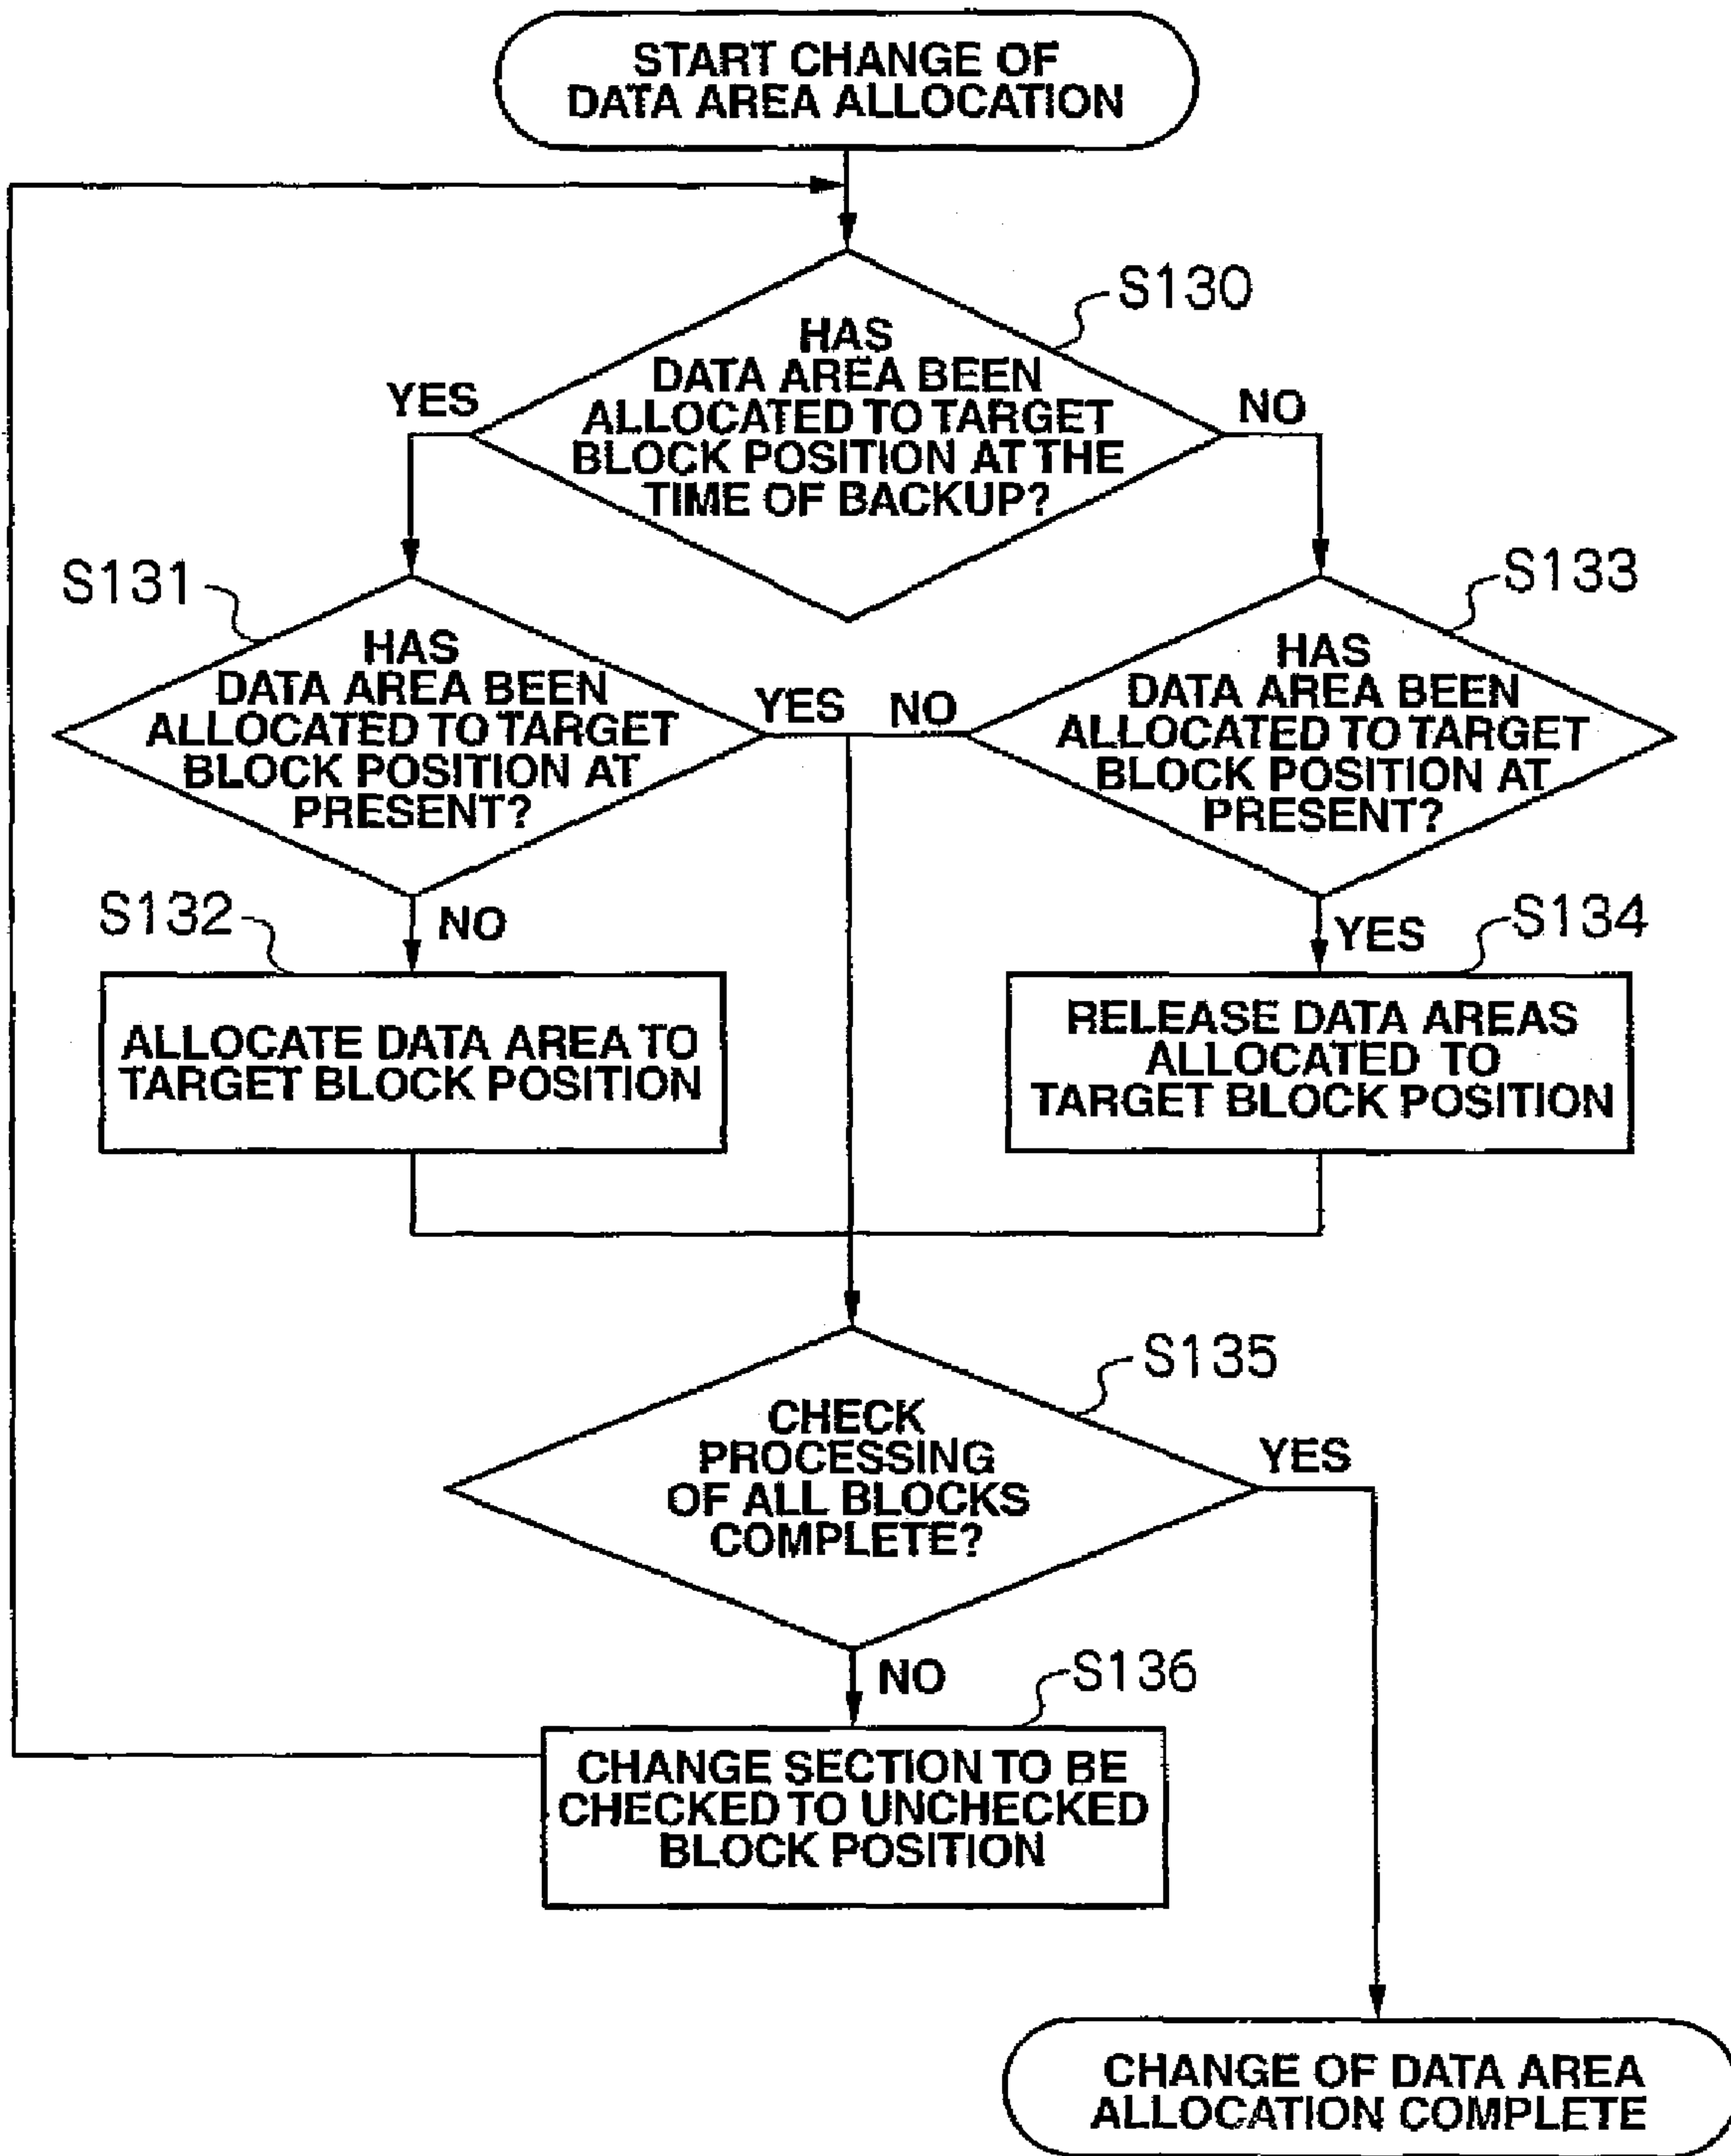 START CHANGE OF
DATA AREA ALLOCATION
S130
HAS
DATA AREA BEEN
ALLOCATED TO TARGET
BLOCK POSITION AT THE
TIME OF BACKUP?
YES
NO
S131
HAS
DATA AREA BEEN
ALLOCATED TO TARGET
BLOCK POSITION AT
PRESENT?
YES
NO
S133
HAS
DATA AREA BEEN
ALLOCATED TO TARGET
BLOCK POSITION AT
PRESENT?
NO
YES
S132
ALLOCATE DATA AREA TO
TARGET BLOCK POSITION
S134
RELEASE DATA AREAS
ALLOCATED TO
TARGET BLOCK POSITION
S135
CHECK
PROCESSING
OF ALL BLOCKS
COMPLETE?
YES
NO
S136
CHANGE SECTION TO BE
CHECKED TO UNCHECKED
BLOCK POSITION
CHANGE OF DATA AREA
ALLOCATION COMPLETE